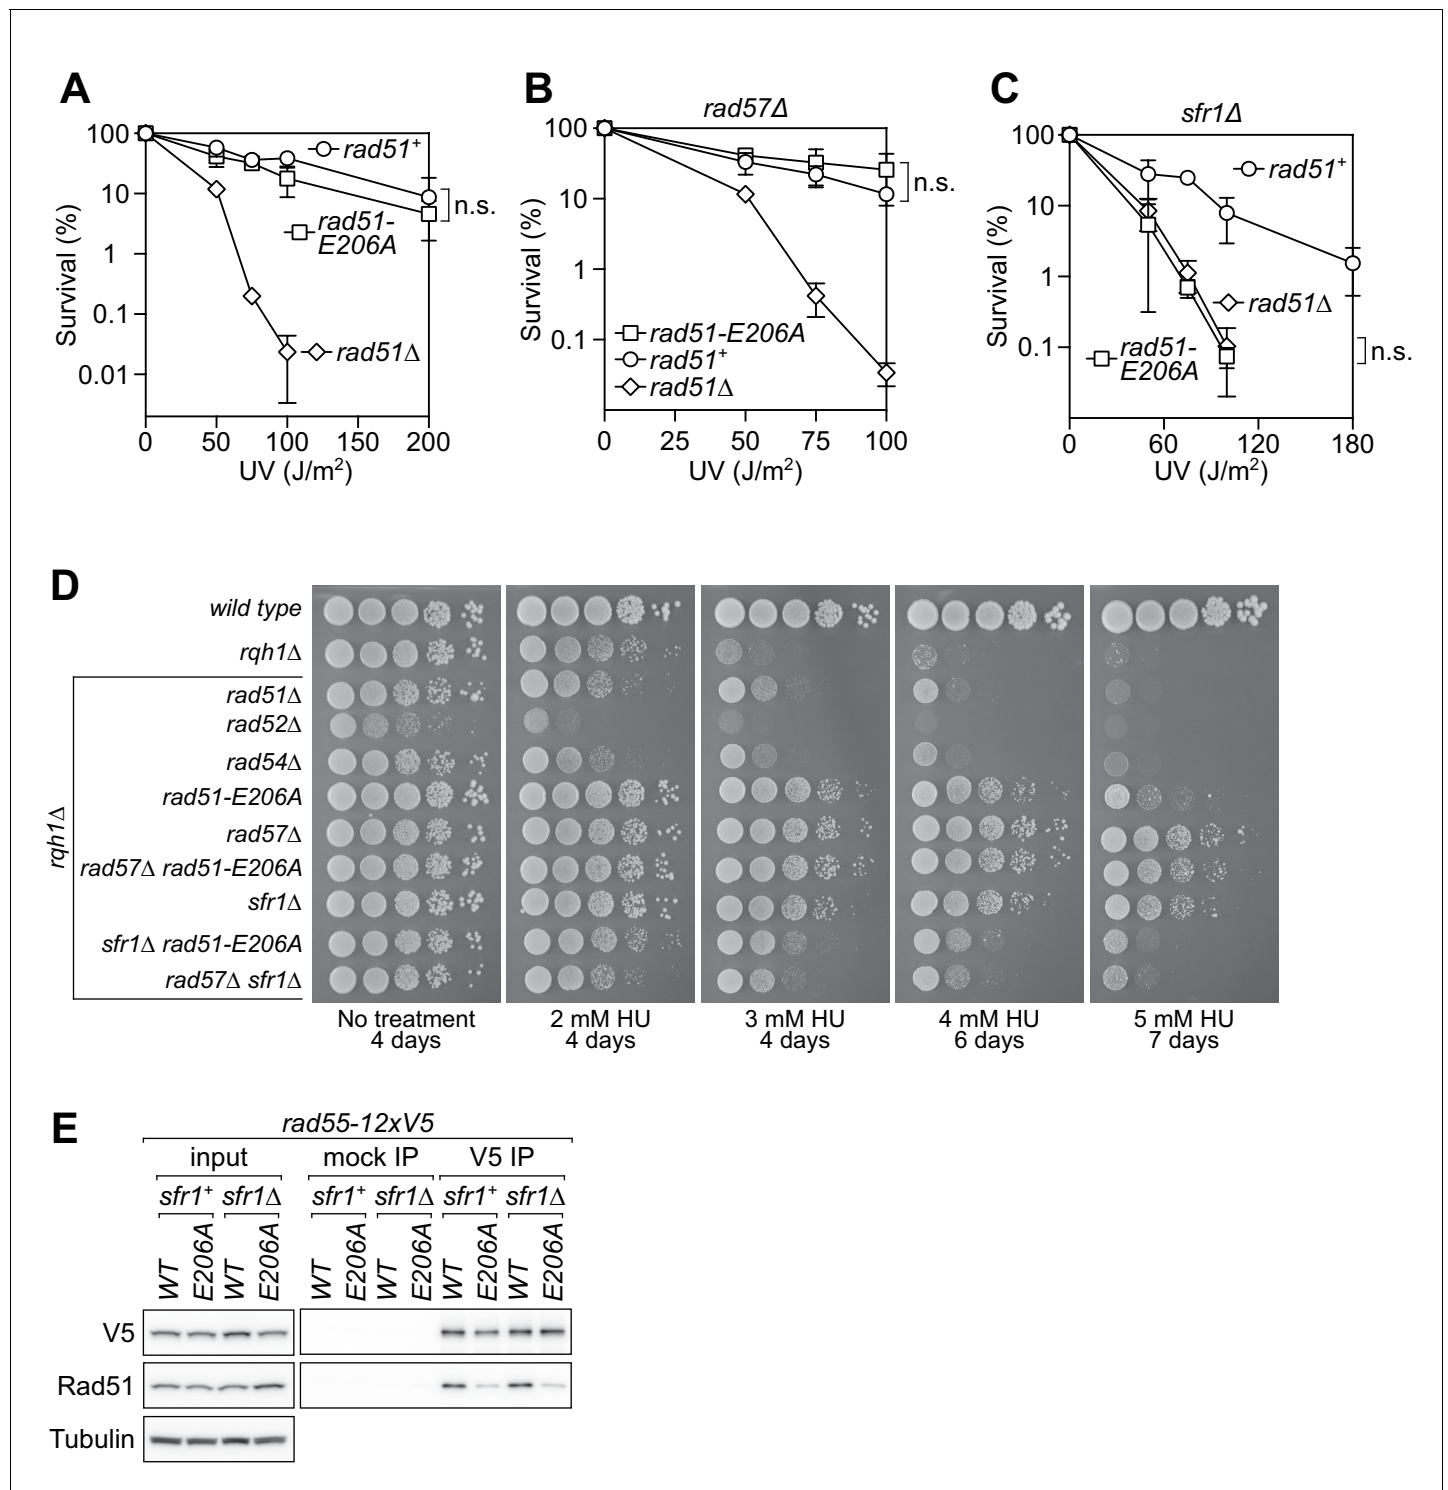 A
100
10
1
0.1
0.01
Survival (%)
rad51+
n.s.
rad51-
E206A
rad51Δ
0 50 100 150 200
UV (J/m2)
B
rad57Δ
100
10
1
0.1
Survival (%)
n.s.
rad51-E206A
rad51+
rad51Δ
0 25 50 75 100
UV (J/m2)
C
sfr1Δ
100
10
1
0.1
Survival (%)
rad51+
rad51Δ
rad51-
E206A
n.s.
0 60 120 180
UV (J/m2)
D
wild type
rqh1Δ
rqh1Δ
rad51Δ
rad52Δ
rad54Δ
rad51-E206A
rad57Δ
rad57Δ rad51-E206A
sfr1Δ
sfr1Δ rad51-E206A
rad57Δ sfr1Δ
No treatment 2 mM HU 3 mM HU 4 mM HU 5 mM HU
4 days 4 days 4 days 6 days 7 days
E
rad55-12xV5
input mock IP V5 IP
sfr1+ sfr1Δ sfr1+ sfr1Δ sfr1+ sfr1Δ
WT E206A WT E206A WT E206A WT E206A WT E206A WT E206A
V5
Rad51
Tubulin